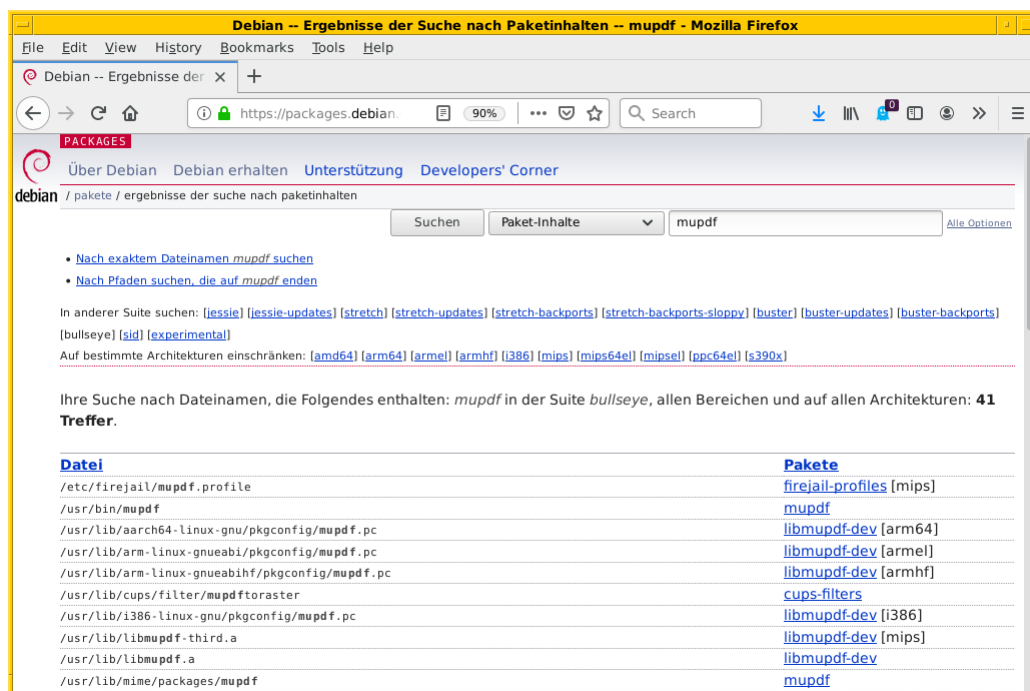 Debian -- Ergebnisse der Suche nach Paketinhalten -- mupdf - Mozilla Firefox
File Edit View History Bookmarks Tools Help
Debian -- Ergebnisse der
https://packages.debian. 90% Search 0
PACKAGES
Über Debian Debian erhalten Unterstützung Developers' Corner
debian / pakete / ergebnisse der suche nach paketinhalten
Suchen Paket-Inhalte mupdf Alle Optionen
• Nach exaktem Dateinamen mupdf suchen
• Nach Pfaden suchen, die auf mupdf enden
In anderer Suite suchen: [jessie] [jessie-updates] [stretch] [stretch-updates] [stretch-backports] [stretch-backports-sloppy] [buster] [buster-updates] [buster-backports]
[bullseye] [sid] [experimental]
Auf bestimmte Architekturen einschränken: [amd64] [arm64] [armel] [armhf] [i386] [mips] [mips64el] [mipsel] [ppc64el] [s390x]
Ihre Suche nach Dateinamen, die Folgendes enthalten: mupdf in der Suite bullseye, allen Bereichen und auf allen Architekturen: 41
Treffer.
Datei Pakete
/etc/firejail/mupdf.profile firejail-profiles [mips]
/usr/bin/mupdf mupdf
/usr/lib/aarch64-linux-gnu/pkgconfig/mupdf.pc libmupdf-dev [arm64]
/usr/lib/arm-linux-gnueabi/pkgconfig/mupdf.pc libmupdf-dev [armel]
/usr/lib/arm-linux-gnueabihf/pkgconfig/mupdf.pc libmupdf-dev [armhf]
/usr/lib/cups/filter/mupdftoraster cups-filters
/usr/lib/i386-linux-gnu/pkgconfig/mupdf.pc libmupdf-dev [i386]
/usr/lib/libmupdf-third.a libmupdf-dev [mips]
/usr/lib/libmupdf.a libmupdf-dev
/usr/lib/mime/packages/mupdf mupdf